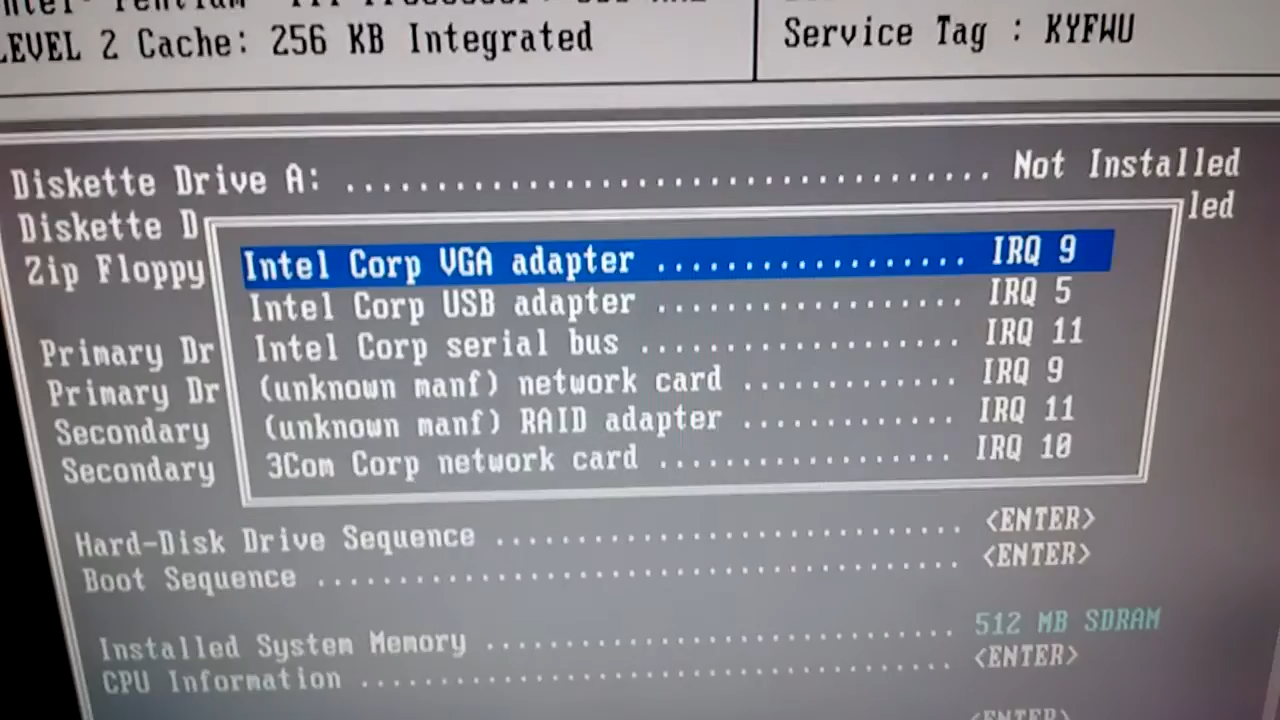 LEVEL 2 Cache: 256 KB Integrated
Service Tag : KYFWU
Diskette Drive A: ..................................... Not Installed
Diskette D
led
Zip Floppy
Intel Corp VGA adapter .................. IRQ 9
Intel Corp USB adapter .................. IRQ 5
Primary Dr
Intel Corp serial bus ................... IRQ 11
Primary Dr
(unknown manf) network card ............. IRQ 9
Secondary
(unknown manf) RAID adapter ............. IRQ 11
Secondary
3Com Corp network card .................. IRQ 10
Hard-Disk Drive Sequence ........................... <ENTER>
Boot Sequence ...................................... <ENTER>
Installed System Memory ........................... 512 MB SDRAM
CPU Information ................................... <ENTER>
<ENTER>